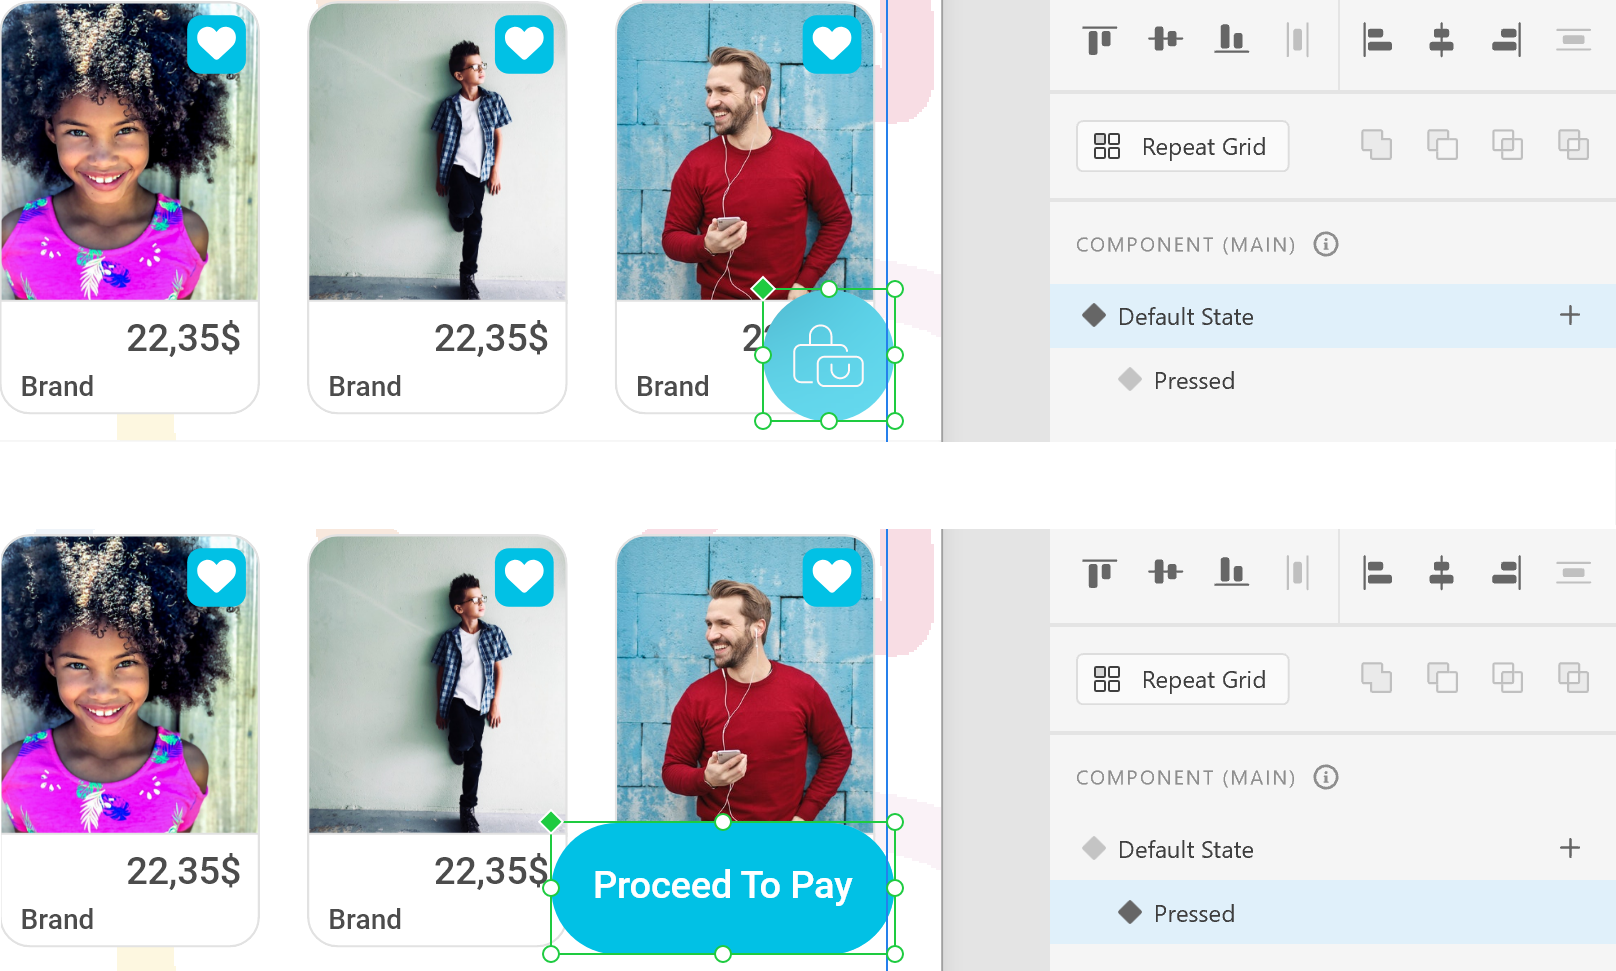 Repeat Grid
COMPONENT (MAIN)
Default State
Pressed
22,35$
22,35$
2
Brand
Brand
Brand
Repeat Grid
COMPONENT (MAIN)
Default State
Pressed
22,35$
22,35$
Proceed To Pay
Brand
Brand